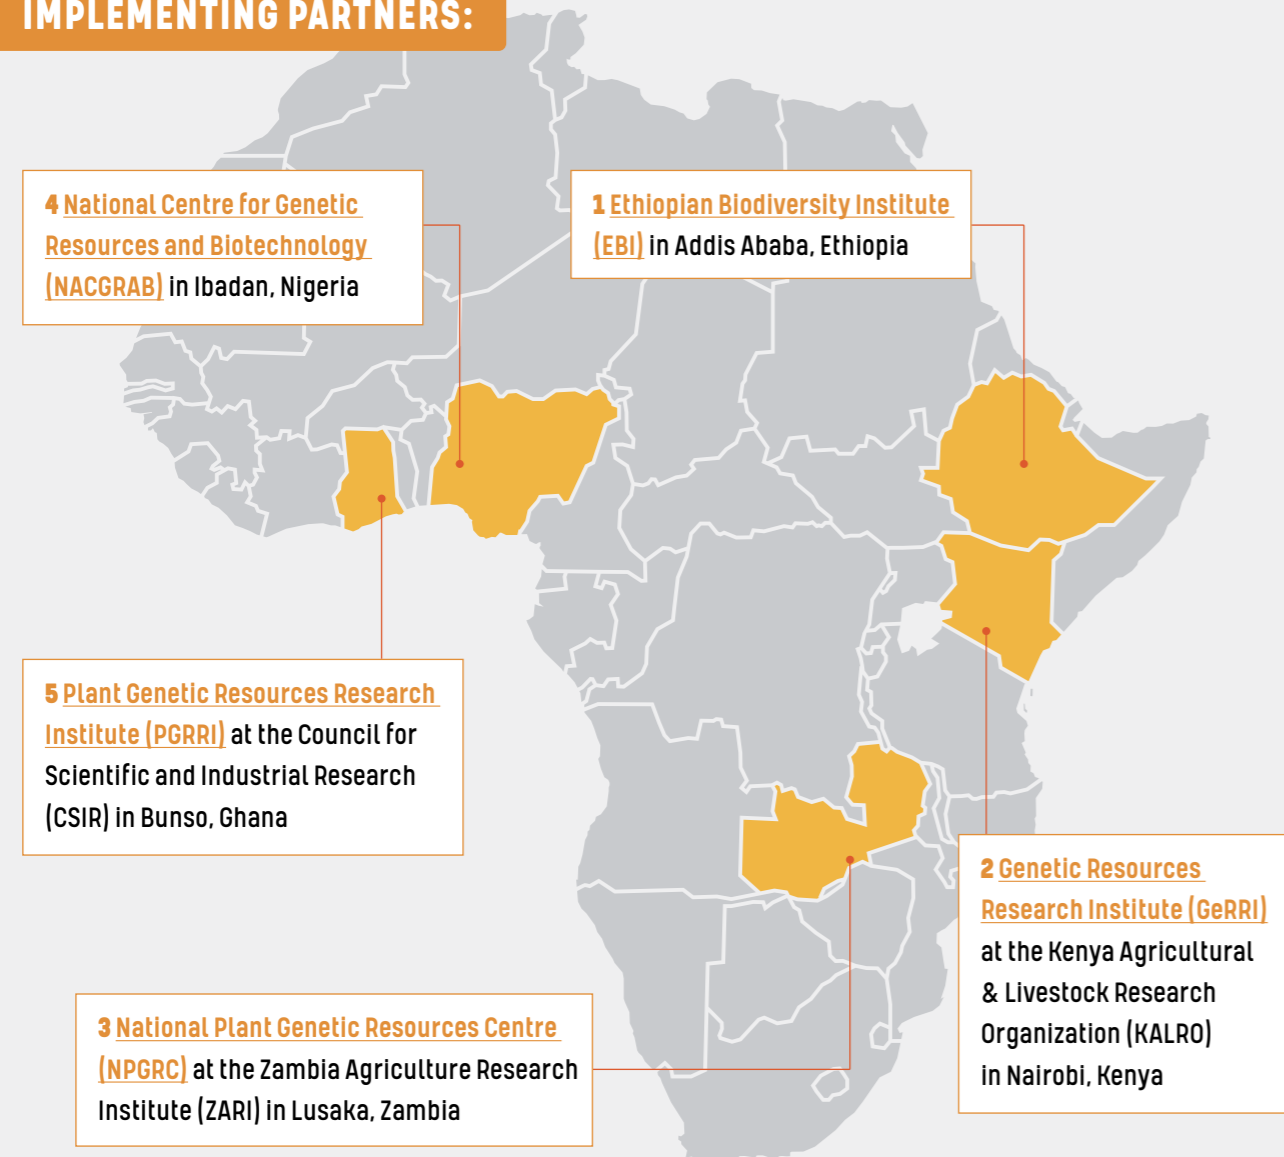 IMPLEMENTING PARTNERS:
4 National Centre for Genetic
Resources and Biotechnology
(NACGRAB) in Ibadan, Nigeria
1 Ethiopian Biodiversity Institute
(EBI) in Addis Ababa, Ethiopia
5 Plant Genetic Resources Research
Institute (PGRRI) at the Council for
Scientific and Industrial Research
(CSIR) in Bunso, Ghana
2 Genetic Resources
Research Institute (GeRRI)
at the Kenya Agricultural
& Livestock Research
Organization (KALRO)
in Nairobi, Kenya
3 National Plant Genetic Resources Centre
(NPGRC) at the Zambia Agriculture Research
Institute (ZARI) in Lusaka, Zambia